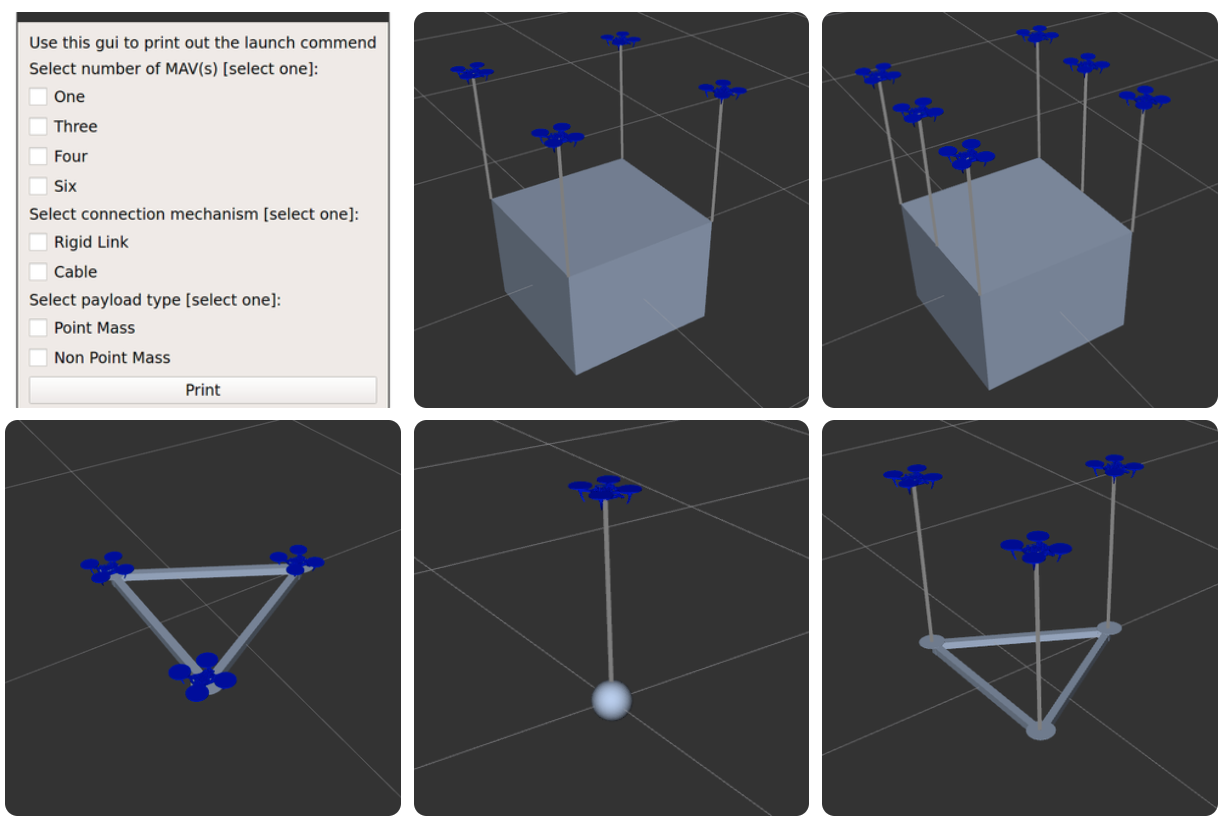 Use this gui to print out the launch commend
Select number of MAV(s) [select one]:
One
Three
Four
Six
Select connection mechanism [select one]:
Rigid Link
Cable
Select payload type [select one]:
Point Mass
Non Point Mass
Print